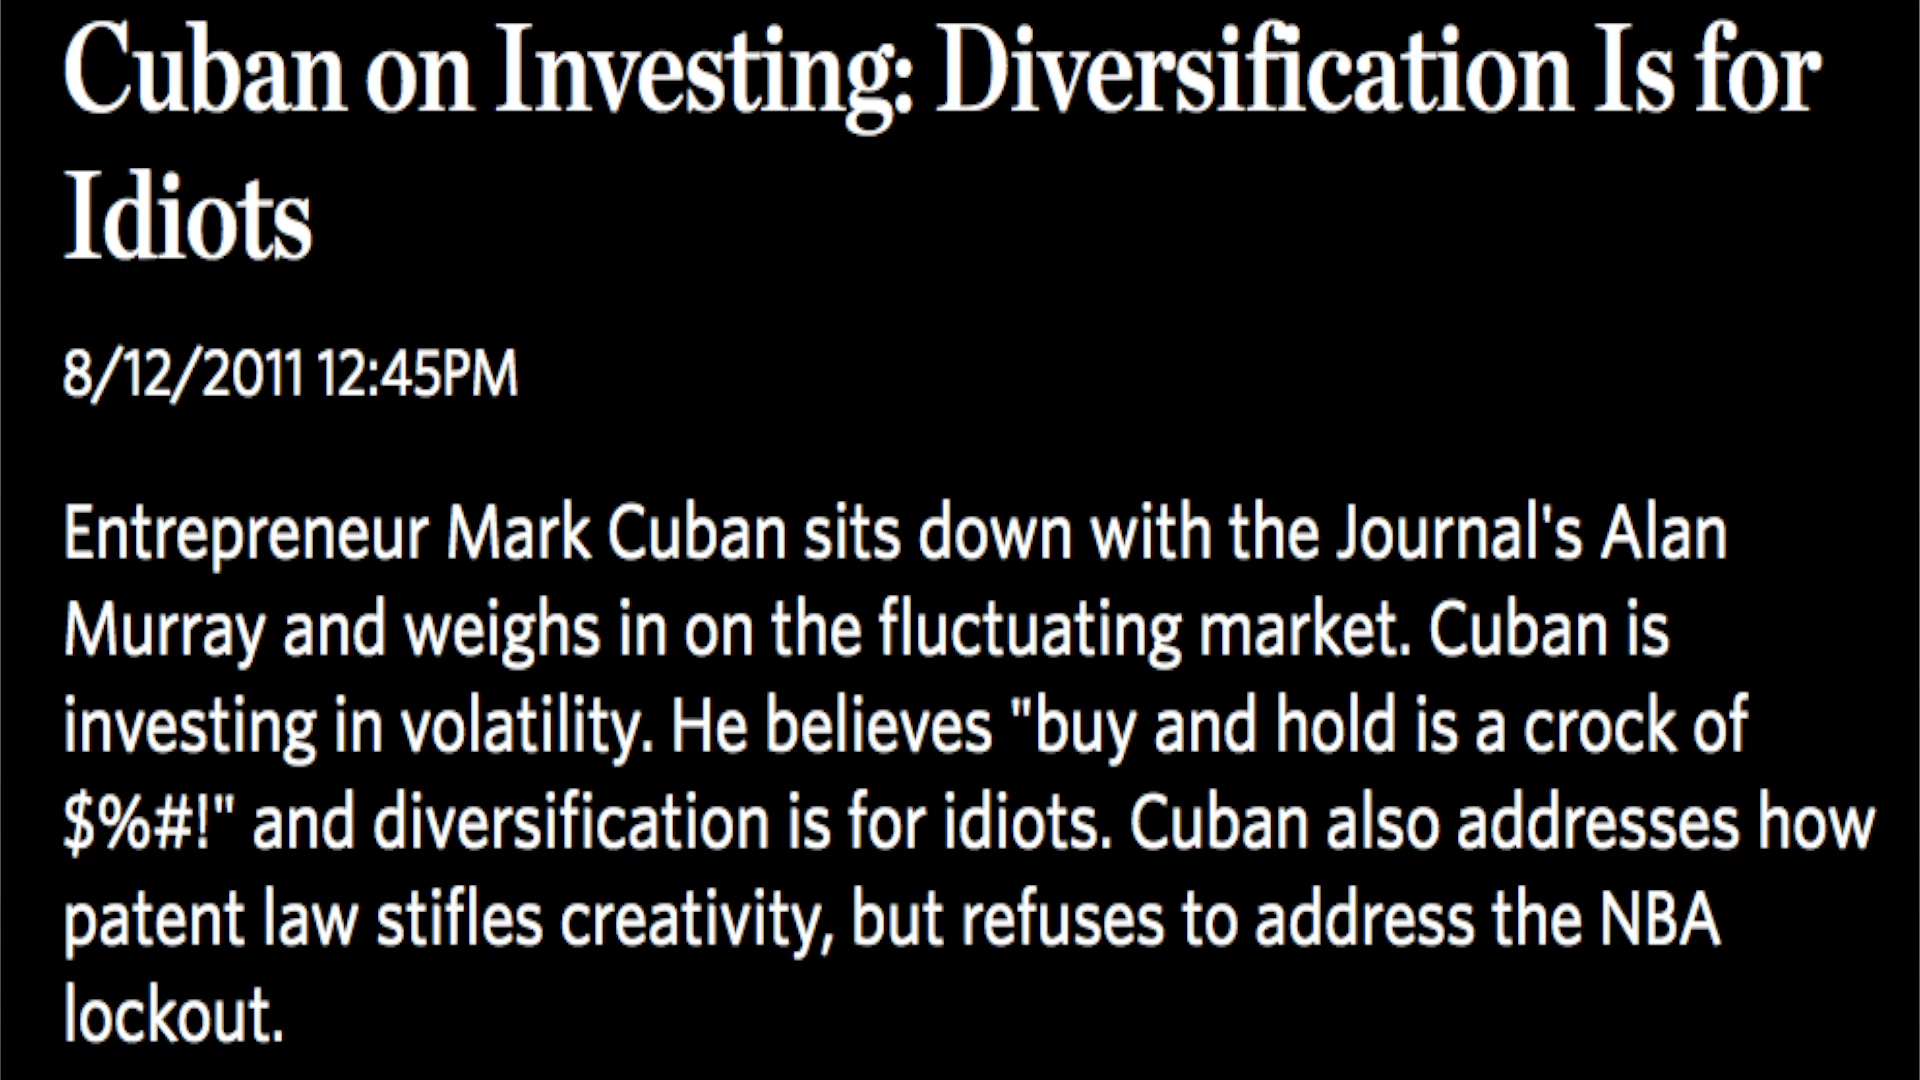 Cuban on Investing: Diversification Is for
Idiots
8/12/2011 12:45PM
Entrepreneur Mark Cuban sits down with the Journal's Alan
Murray and weighs in on the fluctuating market. Cuban is
investing in volatility. He believes "buy and hold is a crock of
$%#!" and diversification is for idiots. Cuban also addresses how
patent law stifles creativity, but refuses to address the NBA
lockout.